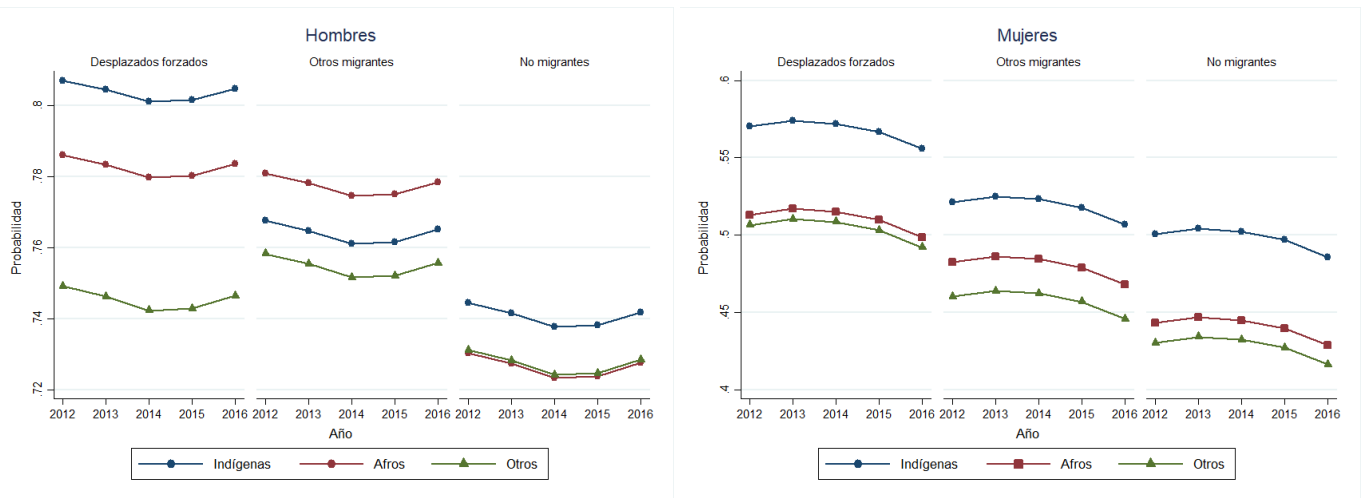 Hombres
Desplazados forzados Otros migrantes No migrantes
Probabilidad
.8
.78
.76
.74
.72
2012 2013 2014 2015 2016 2012 2013 2014 2015 2016 2012 2013 2014 2015 2016
Año
Indígenas Afros Otros
Mujeres
Desplazados forzados Otros migrantes No migrantes
Probabilidad
.6
.55
.5
.45
.4
2012 2013 2014 2015 2016 2012 2013 2014 2015 2016 2012 2013 2014 2015 2016
Año
Indígenas Afros Otros